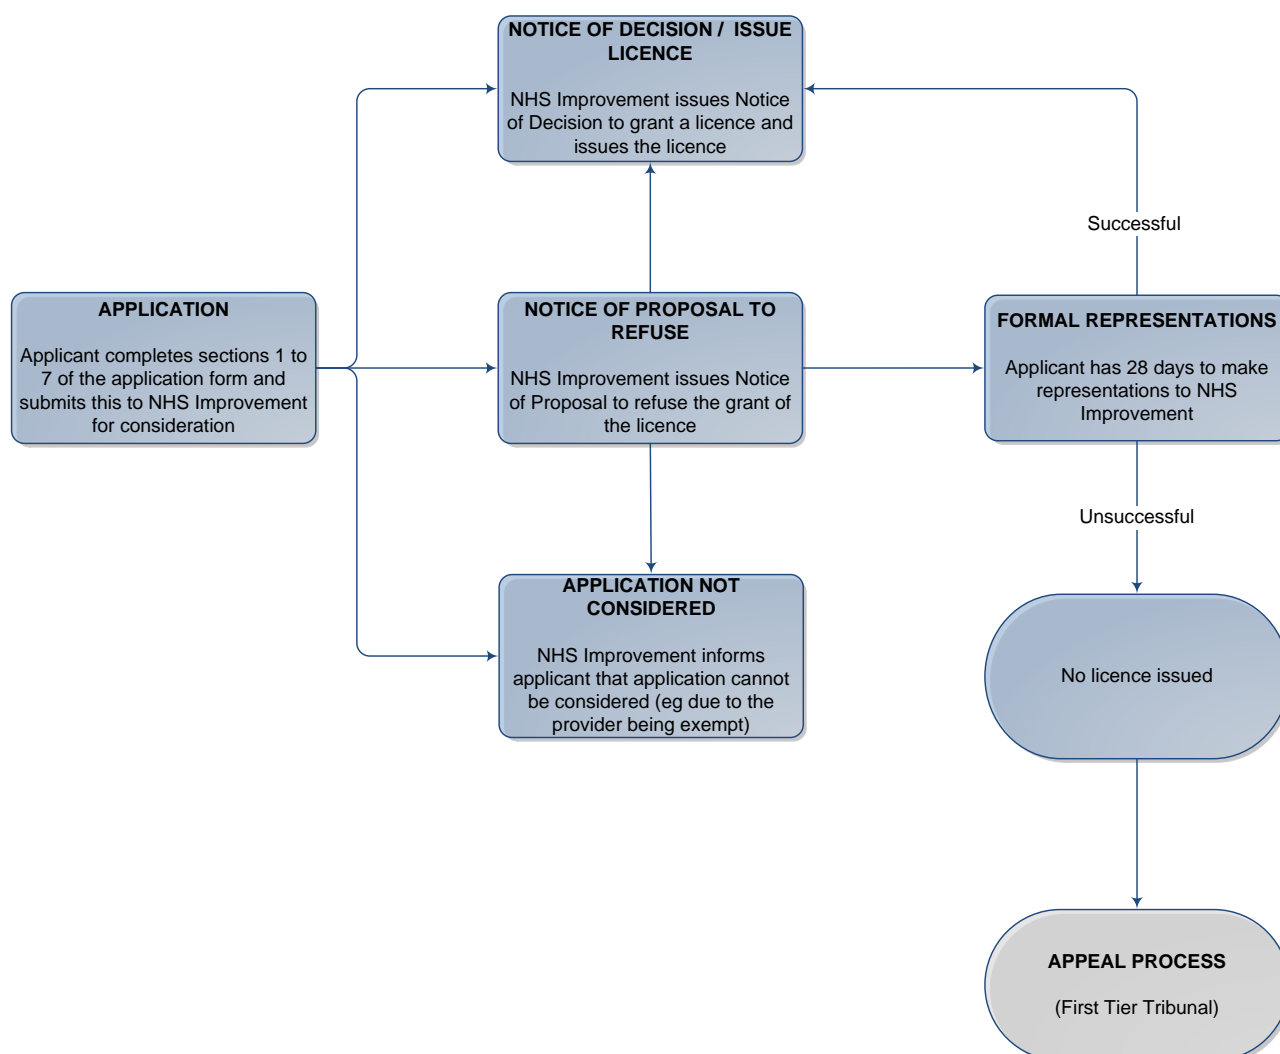 NOTICE OF DECISION / ISSUE
LICENCE
NHS Improvement issues Notice
of Decision to grant a licence and
issues the licence
Successful
APPLICATION
Applicant completes sections 1 to
7 of the application form and
submits this to NHS Improvement
for consideration
NOTICE OF PROPOSAL TO
REFUSE
NHS Improvement issues Notice
of Proposal to refuse the grant of
the licence
FORMAL REPRESENTATIONS
Applicant has 28 days to make
representations to NHS
Improvement
Unsuccessful
APPLICATION NOT
CONSIDERED
NHS Improvement informs
applicant that application cannot
be considered (eg due to the
provider being exempt)
No licence issued
APPEAL PROCESS
(First Tier Tribunal)